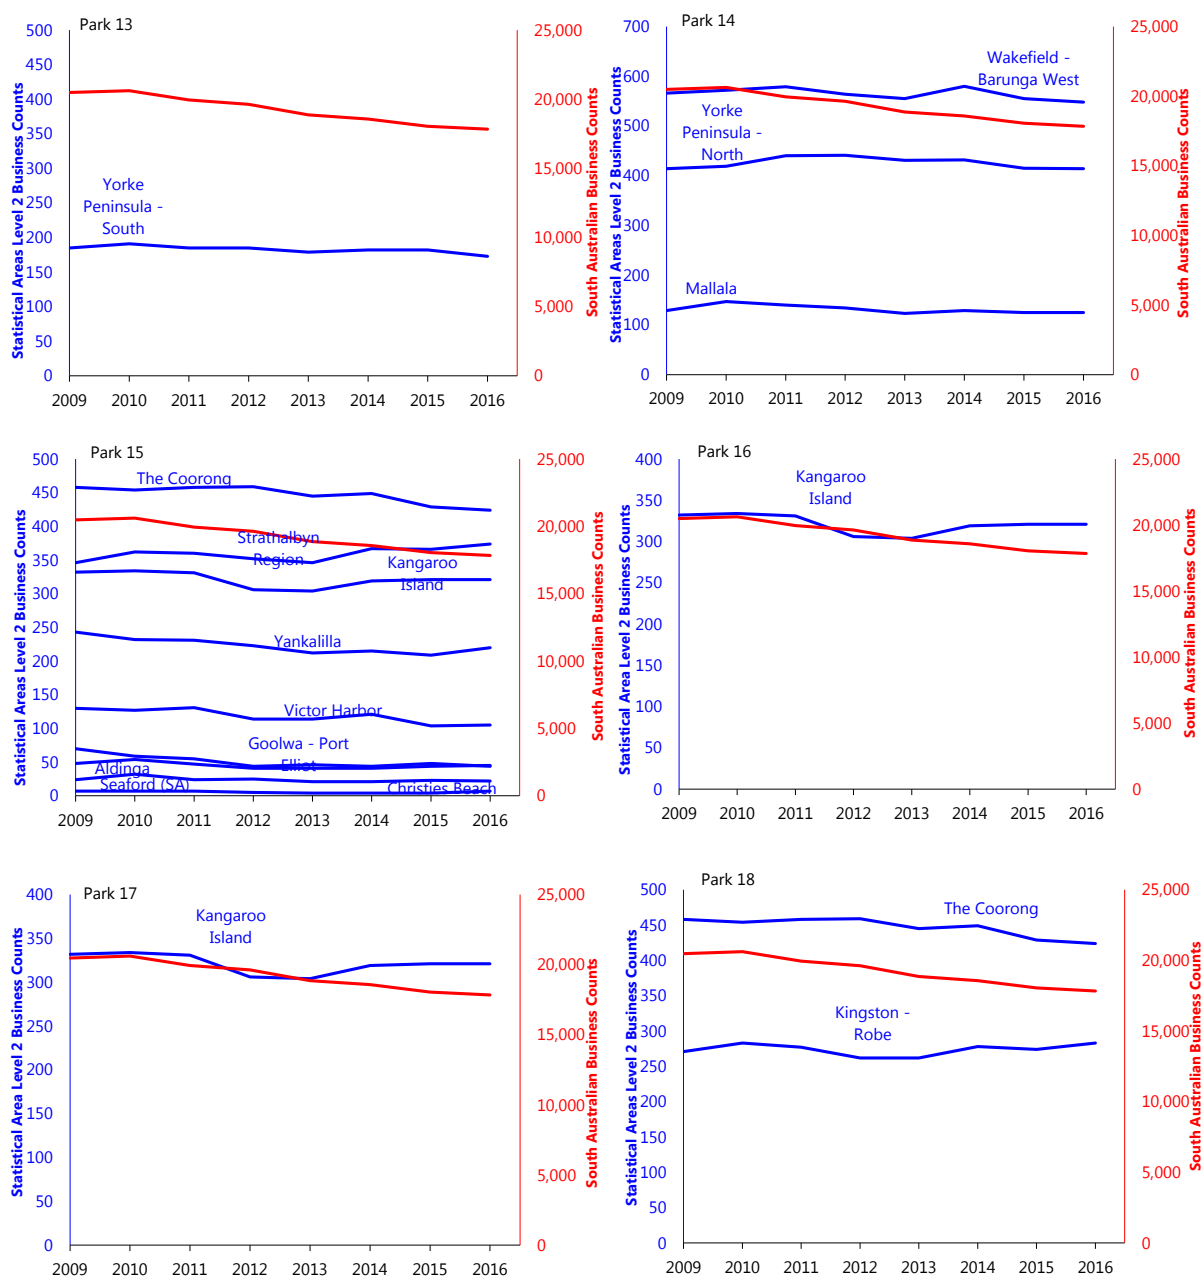 Park 13
500
450
400
350
300
250
200
150
100
50
0
Statistical Areas Level 2 Business Counts
Yorke
Peninsula -
South
25,000
20,000
15,000
10,000
5,000
0
South Australian Business Counts
2009 2010 2011 2012 2013 2014 2015 2016
Park 14
700
600
500
400
300
200
100
0
Statistical Areas Level 2 Business Counts
Wakefield -
Barunga West
Yorke
Peninsula -
North
Mallala
25,000
20,000
15,000
10,000
5,000
0
South Australian Business Counts
2009 2010 2011 2012 2013 2014 2015 2016
Park 15
500
450
400
350
300
250
200
150
100
50
0
Statistical Areas Level 2 Business Counts
The Coorong
Strathalbyn
Region
Kangaroo
Island
Yankalilla
Victor Harbor
Goolwa - Port
Elliot
Aldinga
Seaford (SA)
Christies Beach
25,000
20,000
15,000
10,000
5,000
0
South Australian Business Counts
2009 2010 2011 2012 2013 2014 2015 2016
Park 16
400
350
300
250
200
150
100
50
0
Statistical Area Level 2 Business Counts
Kangaroo
Island
25,000
20,000
15,000
10,000
5,000
0
South Australian Business Counts
2009 2010 2011 2012 2013 2014 2015 2016
Park 17
400
350
300
250
200
150
100
50
0
Statistical Area Level 2 Business Counts
Kangaroo
Island
25,000
20,000
15,000
10,000
5,000
0
South Australian Business Counts
2009 2010 2011 2012 2013 2014 2015 2016
Park 18
500
450
400
350
300
250
200
150
100
50
0
Statistical Areas Level 2 Business Counts
The Coorong
Kingston -
Robe
25,000
20,000
15,000
10,000
5,000
0
South Australian Business Counts
2009 2010 2011 2012 2013 2014 2015 2016